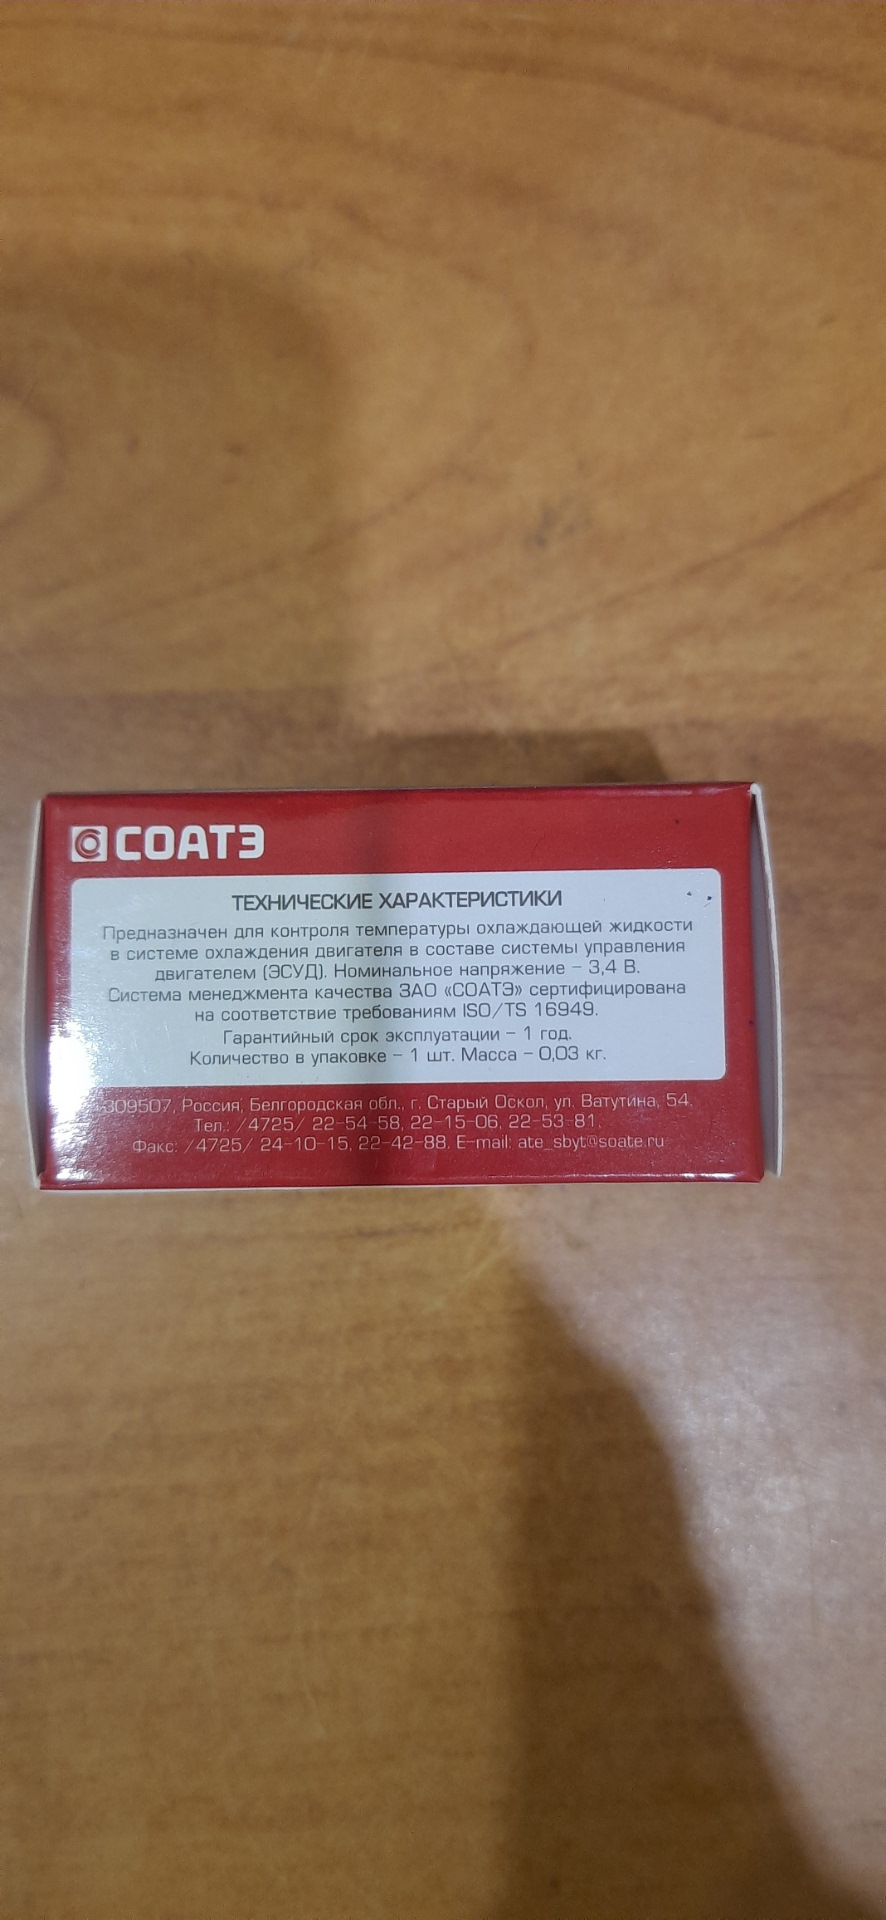 СОАТЭ
ТЕХНИЧЕСКИЕ ХАРАКТЕРИСТИКИ
Предназначен для контроля температуры охлаждающей жидкости
в системе охлаждения двигателя в составе системы управления
двигателем (ЭСУД). Номинальное напряжение – 3,4 В.
Система менеджмента качества ЗАО «СОАТЭ» сертифицирована
на соответствие требованиям ISO/TS 16949.
Гарантийный срок эксплуатации – 1 год.
Количество в упаковке – 1 шт. Масса – 0,03 кг.
309507, Россия, Белгородская обл., г. Старый Оскол, ул. Ватутина, 54.
Тел.: /4725/ 22-54-58, 22-15-06, 22-53-81.
Факс: /4725/ 24-10-15, 22-42-88. E-mail: ate_sbyt@soate.ru